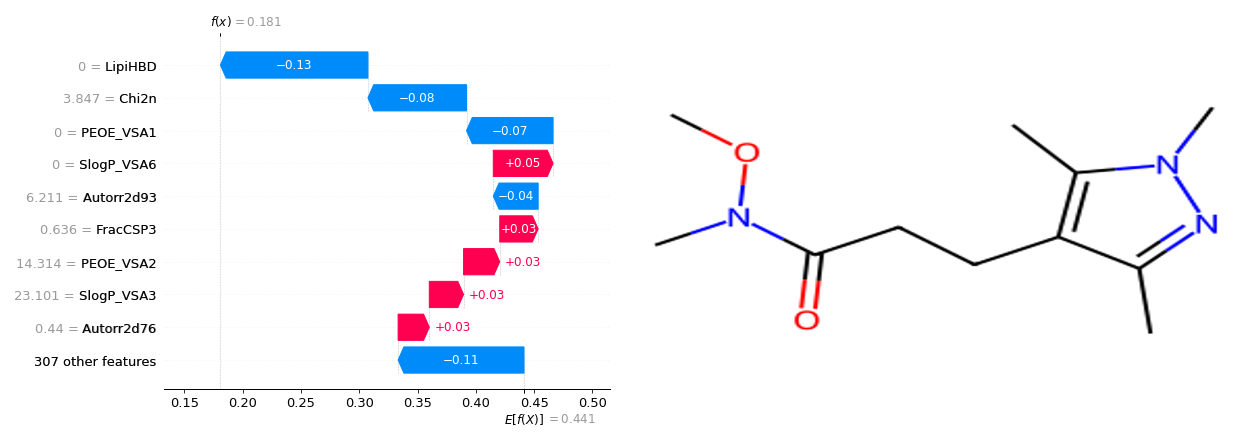 f(x) = 0.181
0 = LipiHBD
−0.13
3.847 = Chi2n
−0.08
0 = PEOE_VSA1
−0.07
0 = SlogP_VSA6
+0.05
6.211 = Autorr2d93
−0.04
0.636 = FracCSP3
+0.03
14.314 = PEOE_VSA2
+0.03
23.101 = SlogP_VSA3
+0.03
0.44 = Autorr2d76
+0.03
307 other features
−0.11
0.15 0.20 0.25 0.30 0.35 0.40 0.45 0.50
E[f(X)] = 0.441
O
N
O
N
N